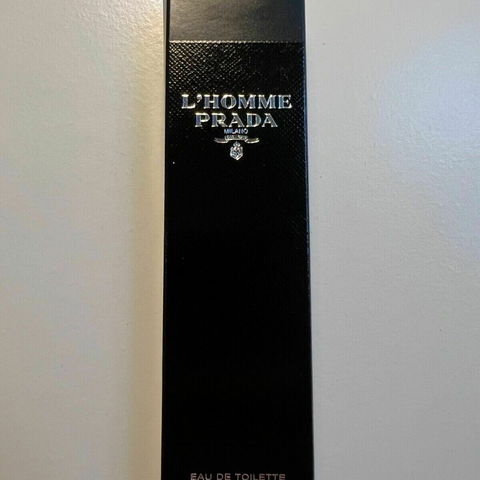 L'HOMME
PRADA
MILANO
EAU DE TOILETTE